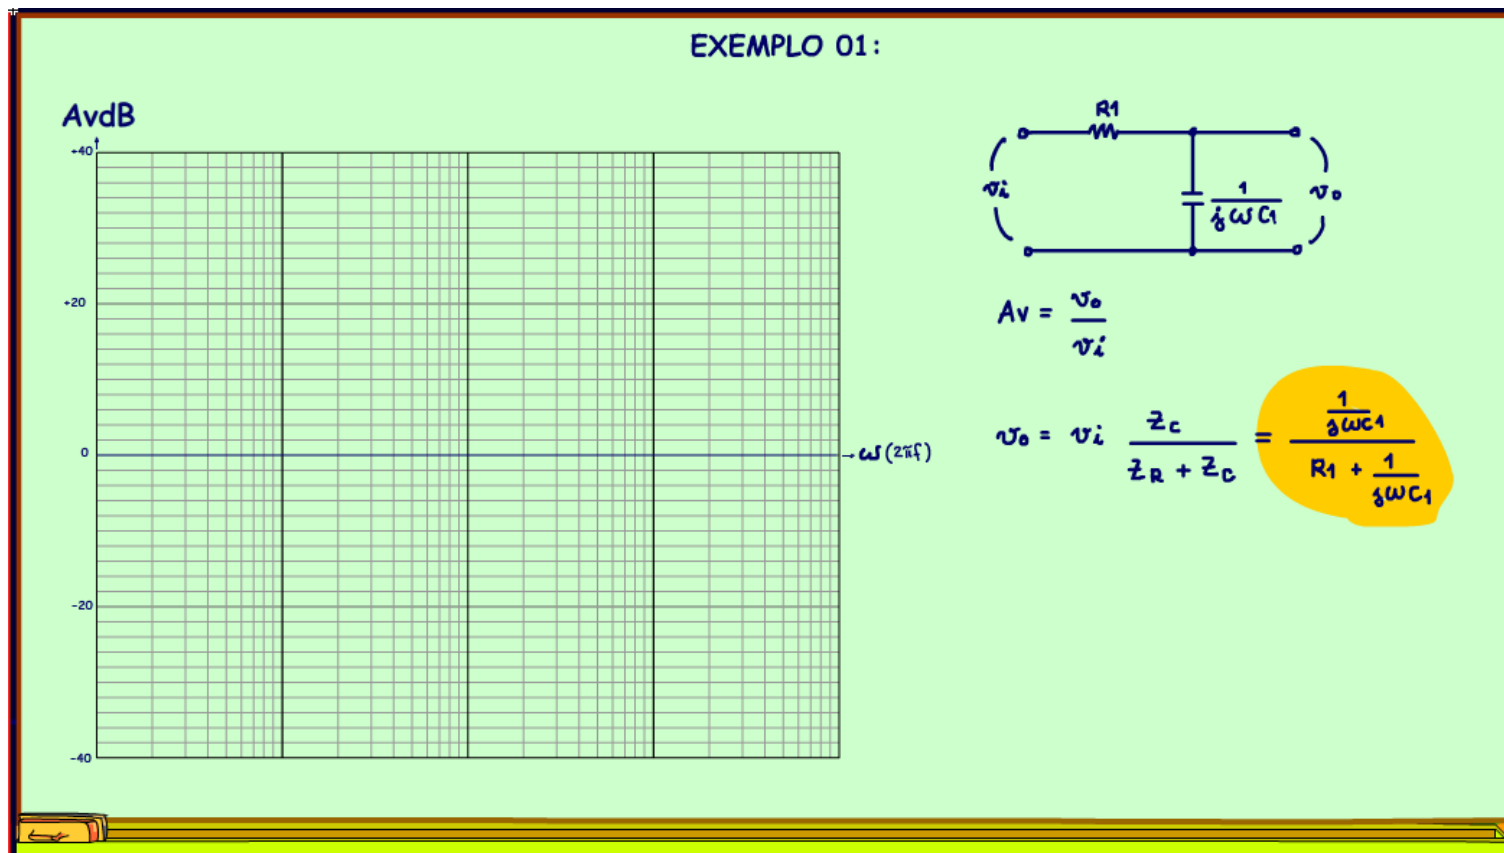 EXEMPLO 01:
AvdB
+40
+20
0
-20
-40
→ ω(2πf)
R1
vi
1
jωC1
vo
Av = vo / vi
vo = vi Zc / (ZR + Zc) = (1 / jωC1) / (R1 + 1 / jωC1)